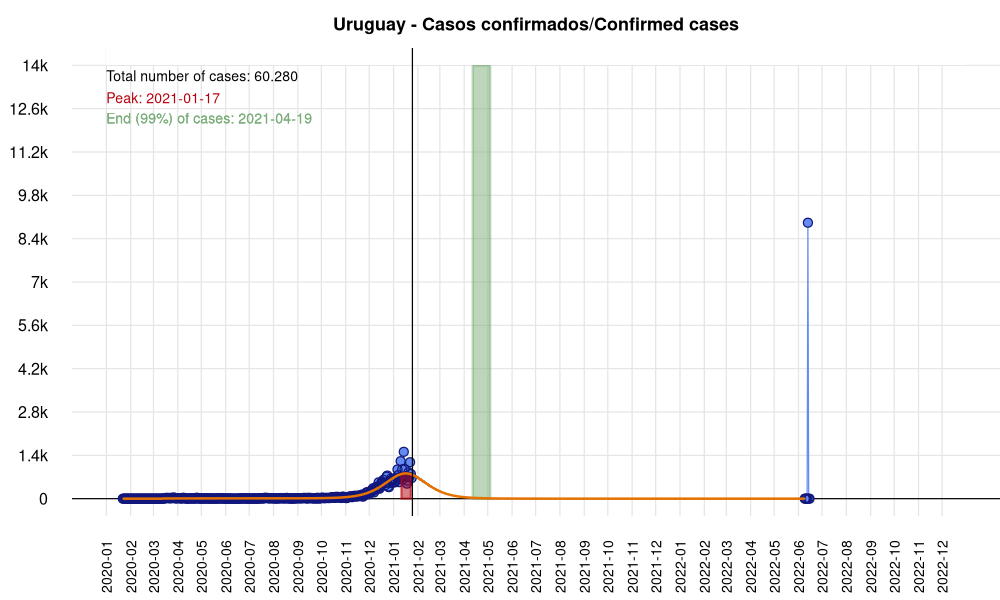 Uruguay - Casos confirmados/Confirmed cases
14k
12.6k
11.2k
9.8k
8.4k
7k
5.6k
4.2k
2.8k
1.4k
0
Total number of cases: 60.280
Peak: 2021-01-17
End (99%) of cases: 2021-04-19
2020-01
2020-02
2020-03
2020-04
2020-05
2020-06
2020-07
2020-08
2020-09
2020-10
2020-11
2020-12
2021-01
2021-02
2021-03
2021-04
2021-05
2021-06
2021-07
2021-08
2021-09
2021-10
2021-11
2021-12
2022-01
2022-02
2022-03
2022-04
2022-05
2022-06
2022-07
2022-08
2022-09
2022-10
2022-11
2022-12